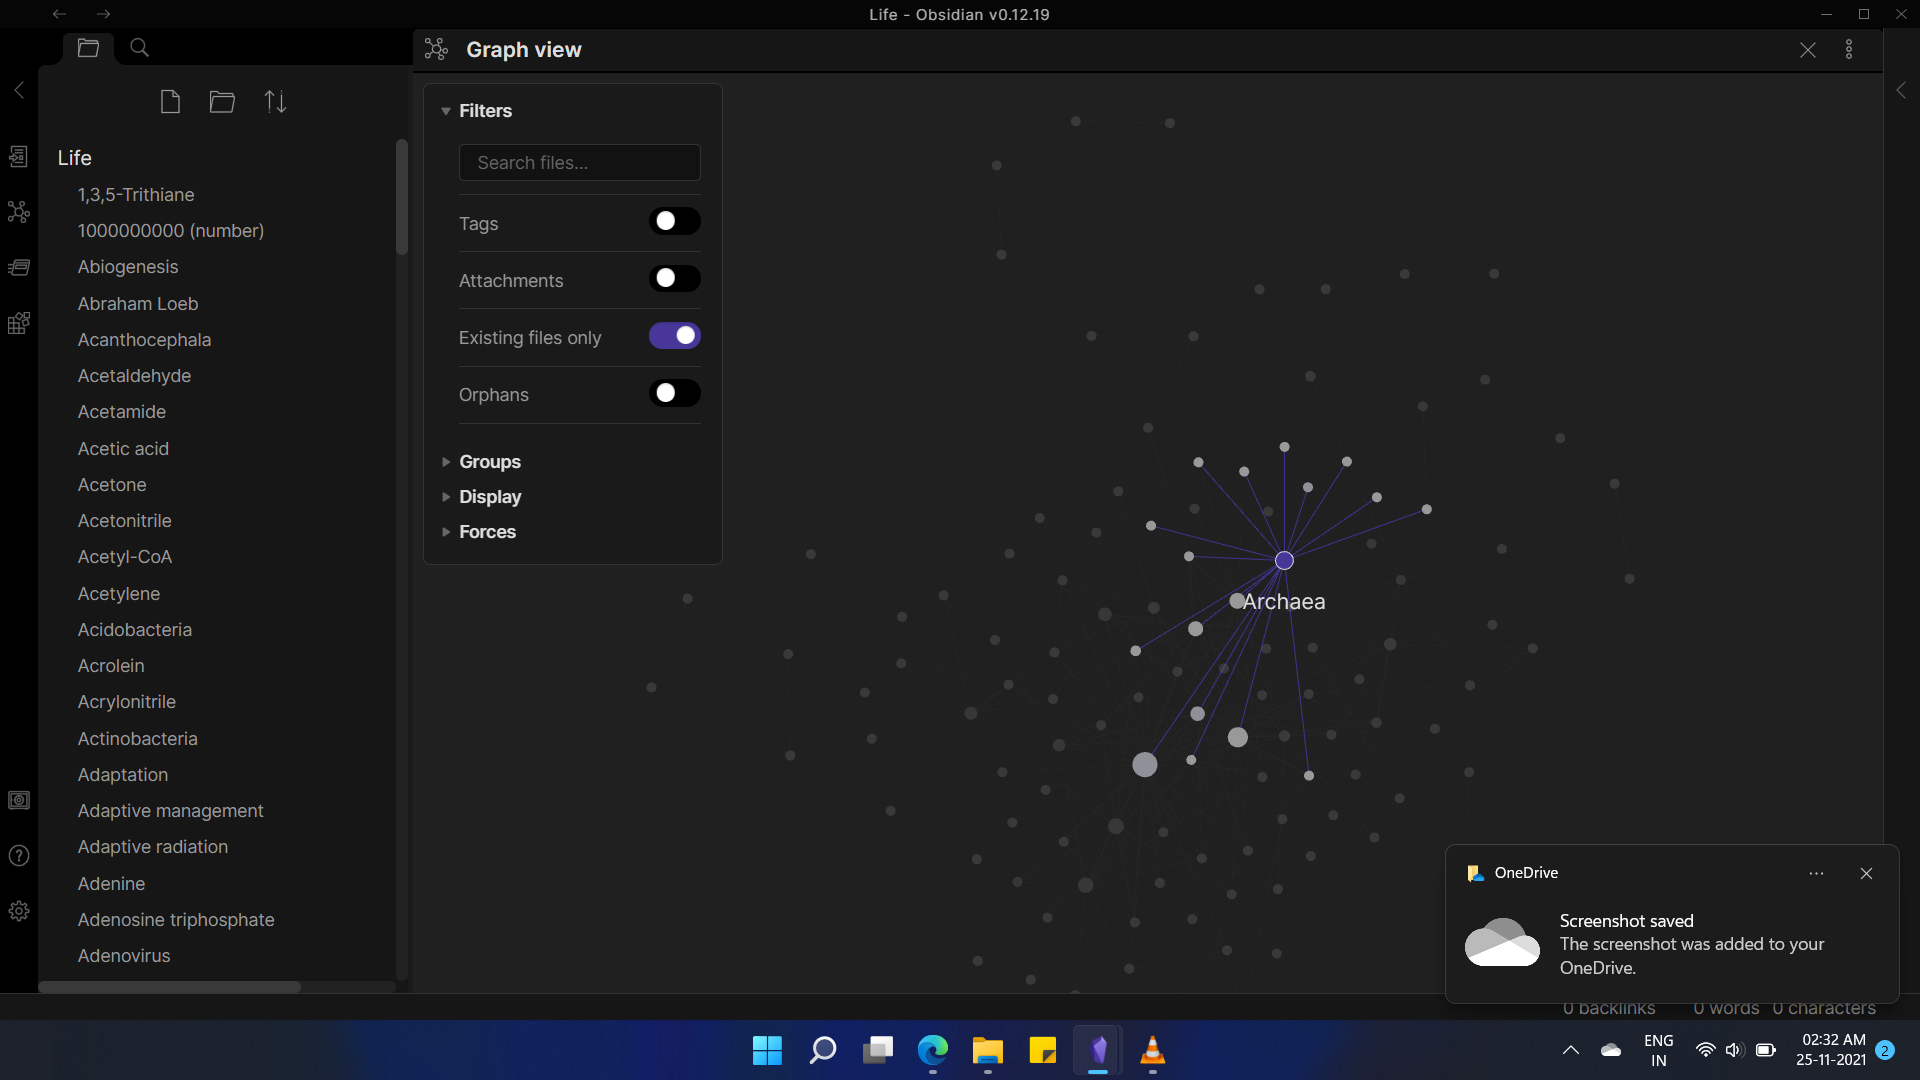 Life - Obsidian v0.12.19
Graph view
Filters
Search files...
Tags
Attachments
Existing files only
Orphans
Groups
Display
Forces
Life
1,3,5-Trithiane
1000000000 (number)
Abiogenesis
Abraham Loeb
Acanthocephala
Acetaldehyde
Acetamide
Acetic acid
Acetone
Acetonitrile
Acetyl-CoA
Acetylene
Acidobacteria
Acrolein
Acrylonitrile
Actinobacteria
Adaptation
Adaptive management
Adaptive radiation
Adenine
Adenosine triphosphate
Adenovirus
Archaea
OneDrive
Screenshot saved
The screenshot was added to your
OneDrive.
0 backlinks 0 words 0 characters
ENG
IN
02:32 AM
25-11-2021
2